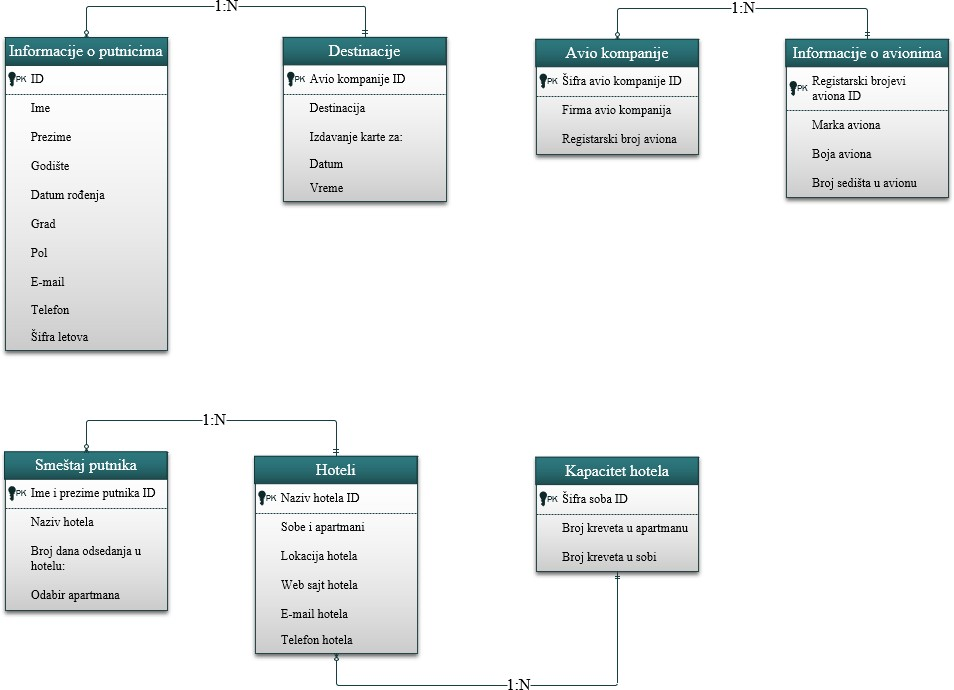 1:N
Informacije o putnicima
PK ID
Ime
Prezime
Godište
Datum rođenja
Grad
Pol
E-mail
Telefon
Šifra letova
Destinacije
PK Avio kompanije ID
Destinacija
Izdavanje karte za:
Datum
Vreme
1:N
Avio kompanije
PK Šifra avio kompanije ID
Firma avio kompanija
Registarski broj aviona
Informacije o avionima
PK Registarski brojevi
aviona ID
Marka aviona
Boja aviona
Broj sedišta u avionu
1:N
Smeštaj putnika
PK Ime i prezime putnika ID
Naziv hotela
Broj dana odsedanja u
hotelu:
Odabir apartmana
Hoteli
PK Naziv hotela ID
Sobe i apartmani
Lokacija hotela
Web sajt hotela
E-mail hotela
Telefon hotela
Kapacitet hotela
PK Šifra soba ID
Broj kreveta u apartmanu
Broj kreveta u sobi
1:N